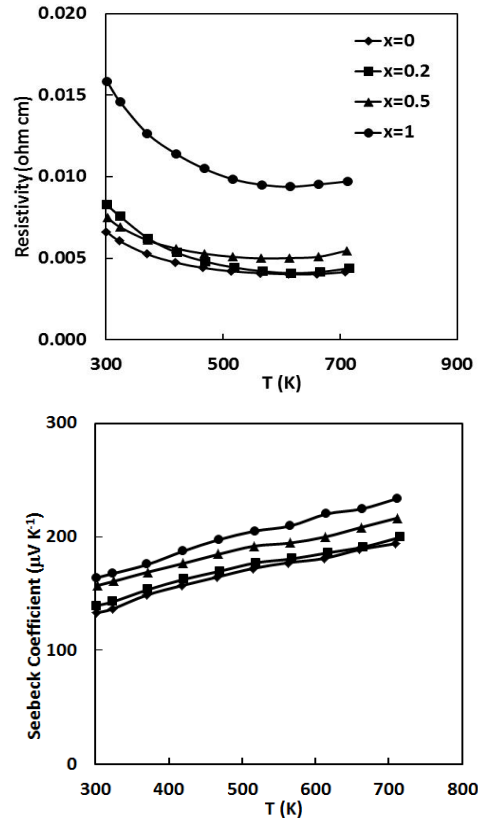 0.020
x=0
x=0.2
0.015
x=0.5
x=1
0.010
0.005
0.000
300 500 700 900
T (K)
Resistivity (ohm cm)
300
200
100
0
300 400 500 600 700 800
T (K)
Seebeck Coefficient (μV K-1)